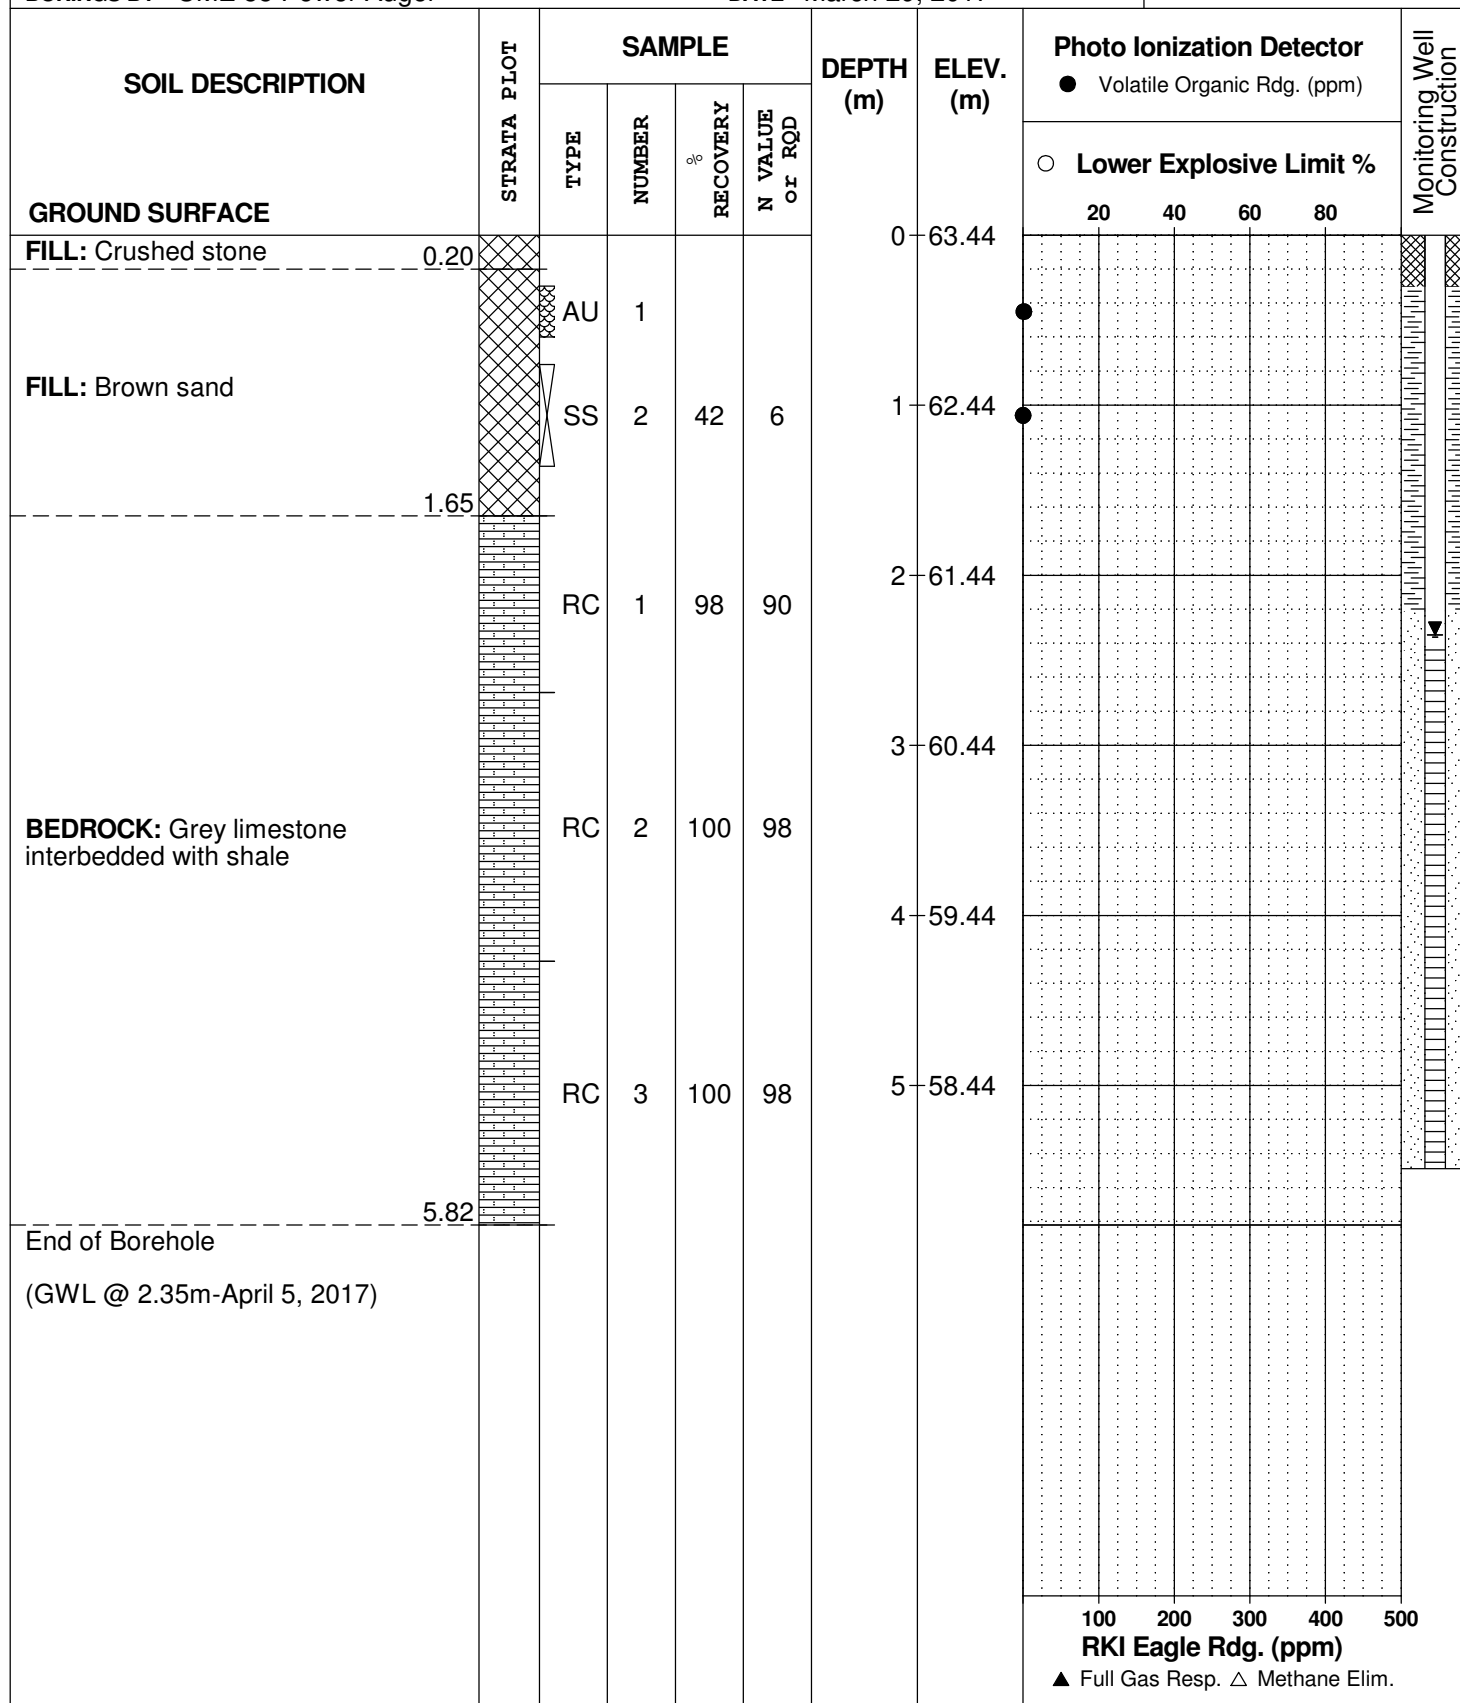 SOIL DESCRIPTION
GROUND SURFACE
STRATA PLOT
SAMPLE
TYPE
NUMBER
% RECOVERY
N VALUE or RQD
DEPTH (m)
ELEV. (m)
Photo Ionization Detector
● Volatile Organic Rdg. (ppm)
○ Lower Explosive Limit %
20 40 60 80
Monitoring Well Construction
0 63.44
FILL: Crushed stone 0.20
AU 1
FILL: Brown sand
1 62.44
SS 2 42 6
1.65
2 61.44
RC 1 98 90
3 60.44
BEDROCK: Grey limestone
interbedded with shale
RC 2 100 98
4 59.44
5 58.44
RC 3 100 98
5.82
End of Borehole
(GWL @ 2.35m-April 5, 2017)
100 200 300 400 500
RKI Eagle Rdg. (ppm)
▲ Full Gas Resp. △ Methane Elim.